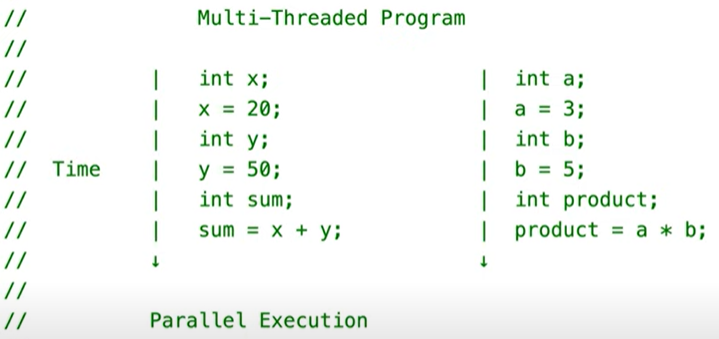 //              Multi-Threaded Program
//
//          |   int x;                 |  int a;
//          |   x = 20;                |  a = 3;
//          |   int y;                 |  int b;
//  Time    |   y = 50;                |  b = 5;
//          |   int sum;               |  int product;
//          |   sum = x + y;           |  product = a * b;
//          ↓                          ↓
//
//          Parallel Execution